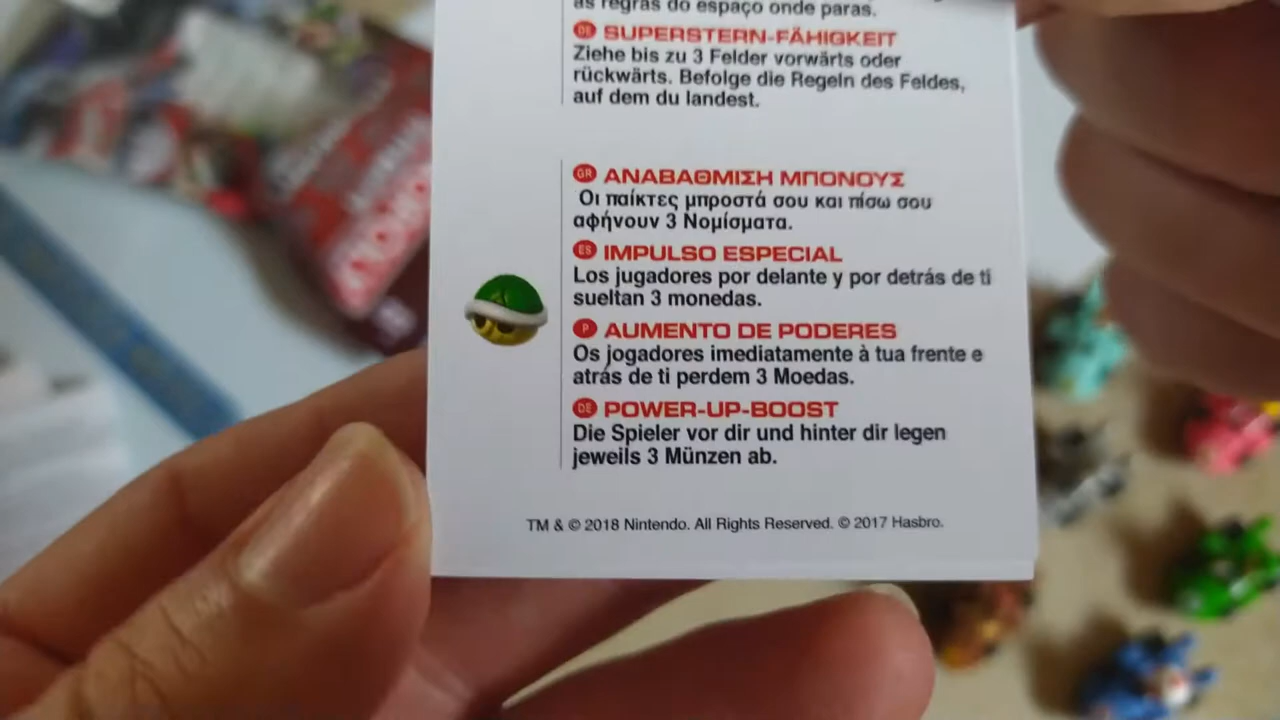 as regras do espaço onde paras.
DE SUPERSTERN-FÄHIGKEIT
Ziehe bis zu 3 Felder vorwärts oder
rückwärts. Befolge die Regeln des Feldes,
auf dem du landest.
GR ΑΝΑΒΑΘΜΙΣΗ ΜΠΟΝΟΥΣ
Οι παίκτες μπροστά σου και πίσω σου
αφήνουν 3 Νομίσματα.
ES IMPULSO ESPECIAL
Los jugadores por delante y por detrás de ti
sueltan 3 monedas.
P AUMENTO DE PODERES
Os jogadores imediatamente à tua frente e
atrás de ti perdem 3 Moedas.
DE POWER-UP-BOOST
Die Spieler vor dir und hinter dir legen
jeweils 3 Münzen ab.
TM & © 2018 Nintendo. All Rights Reserved. © 2017 Hasbro.